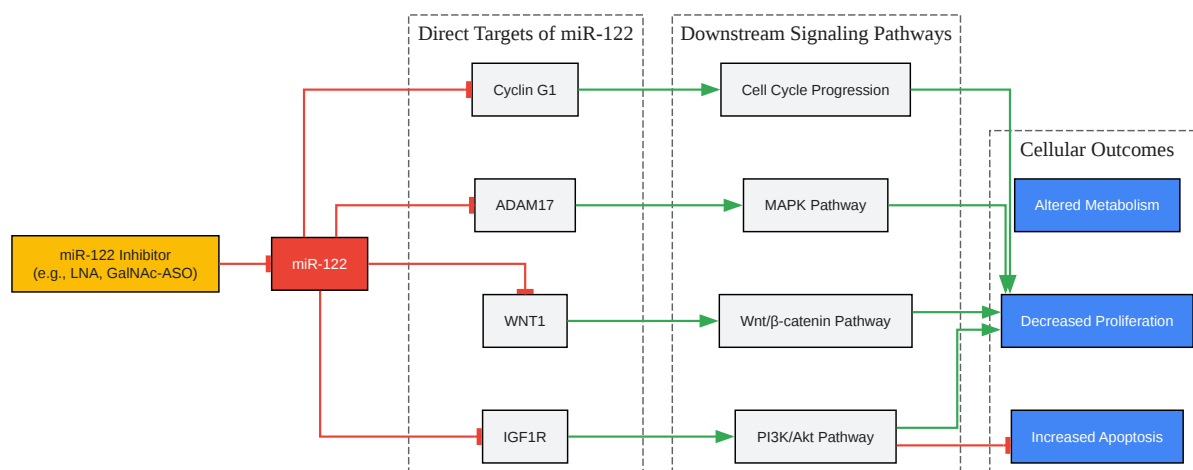 Direct Targets of miR-122
Downstream Signaling Pathways
Cyclin G1
Cell Cycle Progression
Cellular Outcomes
ADAM17
MAPK Pathway
Altered Metabolism
miR-122 Inhibitor
(e.g., LNA, GalNAc-ASO)
miR-122
WNT1
Wnt/β-catenin Pathway
Decreased Proliferation
IGF1R
PI3K/Akt Pathway
Increased Apoptosis